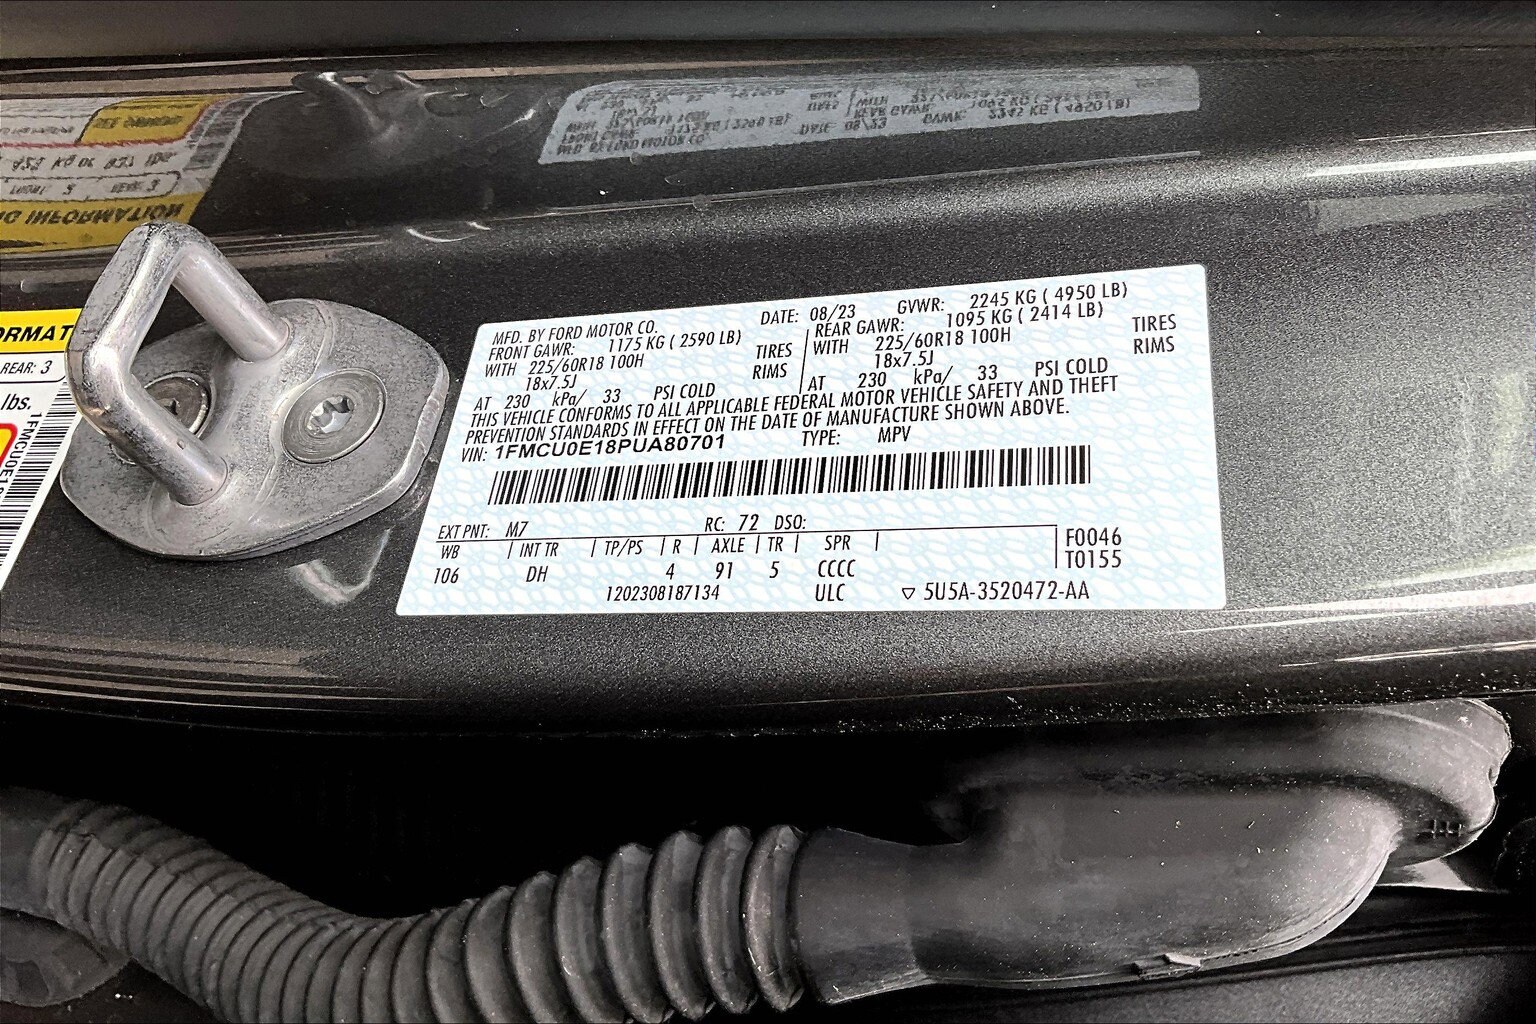 MFD. BY FORD MOTOR CO.
DATE: 08/23 GVWR: 2245 KG ( 4950 LB)
FRONT GAWR: 1175 KG ( 2590 LB)
REAR GAWR: 1095 KG ( 2414 LB)
WITH 225/60R18 100H TIRES
WITH 225/60R18 100H TIRES
18x7.5J RIMS
18x7.5J RIMS
AT 230 kPa/ 33 PSI COLD
AT 230 kPa/ 33 PSI COLD
THIS VEHICLE CONFORMS TO ALL APPLICABLE FEDERAL MOTOR VEHICLE SAFETY AND THEFT
PREVENTION STANDARDS IN EFFECT ON THE DATE OF MANUFACTURE SHOWN ABOVE.
VIN: 1FMCU0E18PUA80701 TYPE: MPV
EXT PNT: M7 RC: 72 DSO:
WB INT TR TP/PS R AXLE TR SPR
106 DH 4 91 5 CCCC
F0046
T0155
1202308187134 ULC ▽ 5U5A-3520472-AA
ORMAT
REAR: 3
lbs.
1FMCU0E18